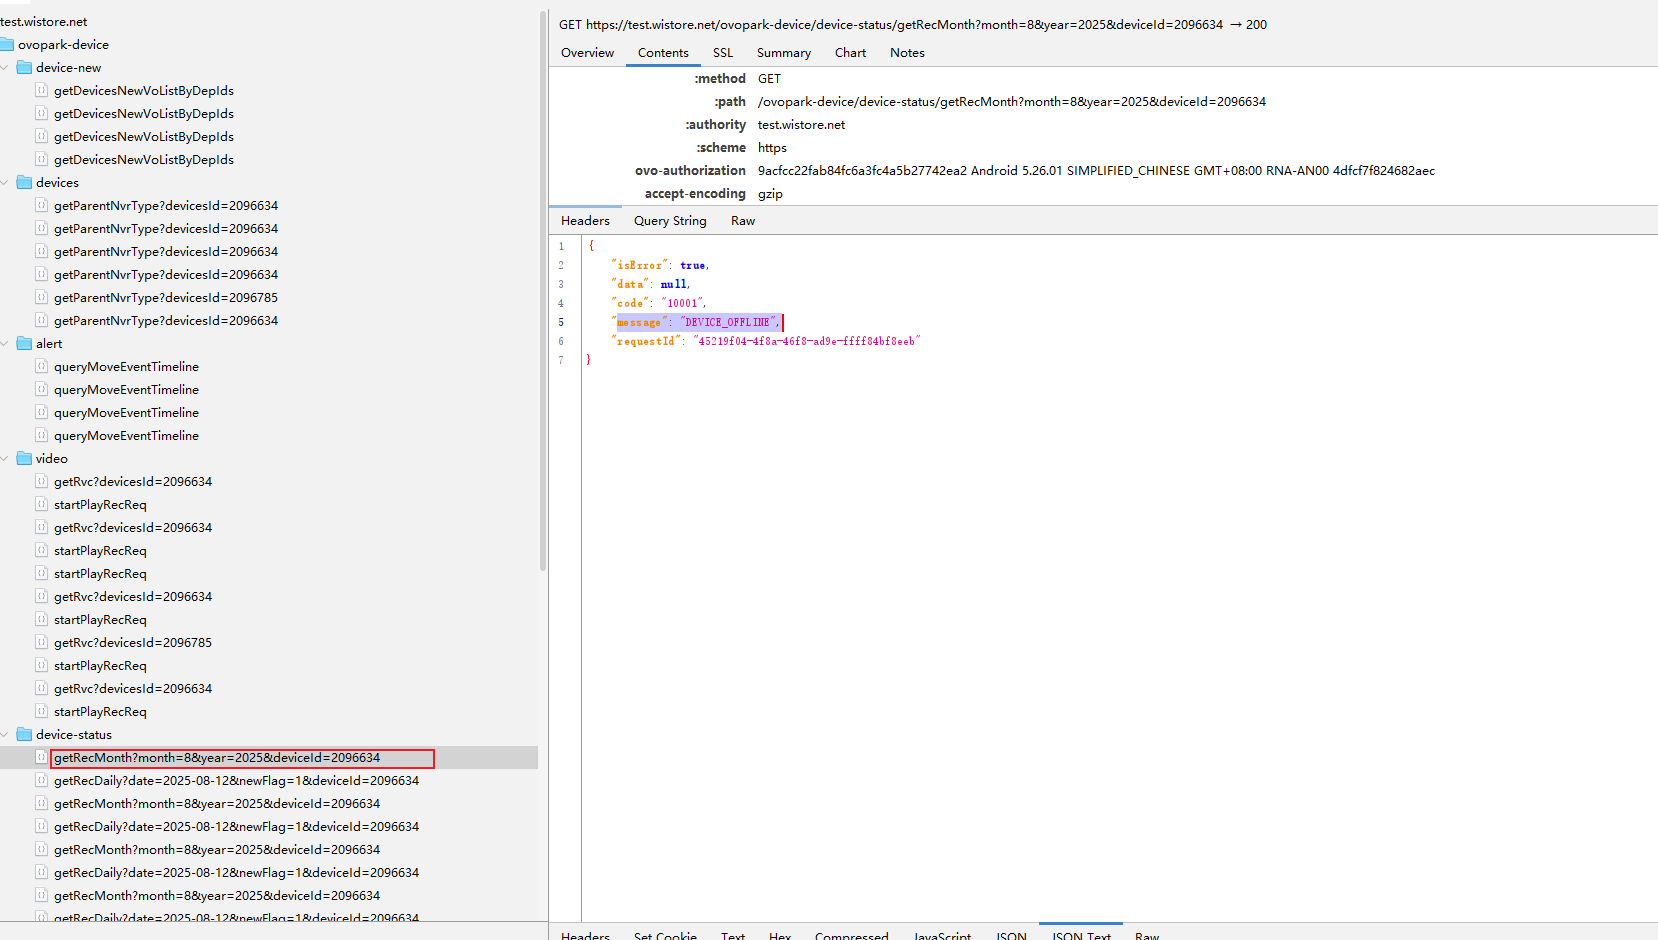 test.wistore.net
ovopark-device
device-new
getDevicesNewVoListByDepIds
getDevicesNewVoListByDepIds
getDevicesNewVoListByDepIds
getDevicesNewVoListByDepIds
devices
getParentNvrType?devicesId=2096634
getParentNvrType?devicesId=2096634
getParentNvrType?devicesId=2096634
getParentNvrType?devicesId=2096634
getParentNvrType?devicesId=2096785
getParentNvrType?devicesId=2096634
alert
queryMoveEventTimeline
queryMoveEventTimeline
queryMoveEventTimeline
queryMoveEventTimeline
video
getRvc?devicesId=2096634
startPlayRecReq
getRvc?devicesId=2096634
startPlayRecReq
startPlayRecReq
getRvc?devicesId=2096634
startPlayRecReq
getRvc?devicesId=2096785
startPlayRecReq
getRvc?devicesId=2096634
startPlayRecReq
device-status
getRecMonth?month=8&year=2025&deviceId=2096634
getRecDaily?date=2025-08-12&newFlag=1&deviceId=2096634
getRecMonth?month=8&year=2025&deviceId=2096634
getRecDaily?date=2025-08-12&newFlag=1&deviceId=2096634
getRecMonth?month=8&year=2025&deviceId=2096634
getRecDaily?date=2025-08-12&newFlag=1&deviceId=2096634
getRecMonth?month=8&year=2025&deviceId=2096634
getRecDaily?date=2025-08-12&newFlag=1&deviceId=2096634
GET https://test.wistore.net/ovopark-device/device-status/getRecMonth?month=8&year=2025&deviceId=2096634 → 200
Overview Contents SSL Summary Chart Notes
:method GET
:path /ovopark-device/device-status/getRecMonth?month=8&year=2025&deviceId=2096634
:authority test.wistore.net
:scheme https
ovo-authorization 9acfcc22fab84fc6a3fc4a5b27742ea2 Android 5.26.01 SIMPLIFIED_CHINESE GMT+08:00 RNA-AN00 4dfcf7f824682aec
accept-encoding gzip
Headers Query String Raw
1 {
2 "isError": true,
3 "data": null,
4 "code": "10001",
5 "message": "DEVICE_OFFLINE",
6 "requestId": "45219f04-4f8a-46f8-ad9e-ffff84bf8eeb"
7 }
Headers Set Cookie Text Hex Compressed JavaScript JSON JSON Text Raw